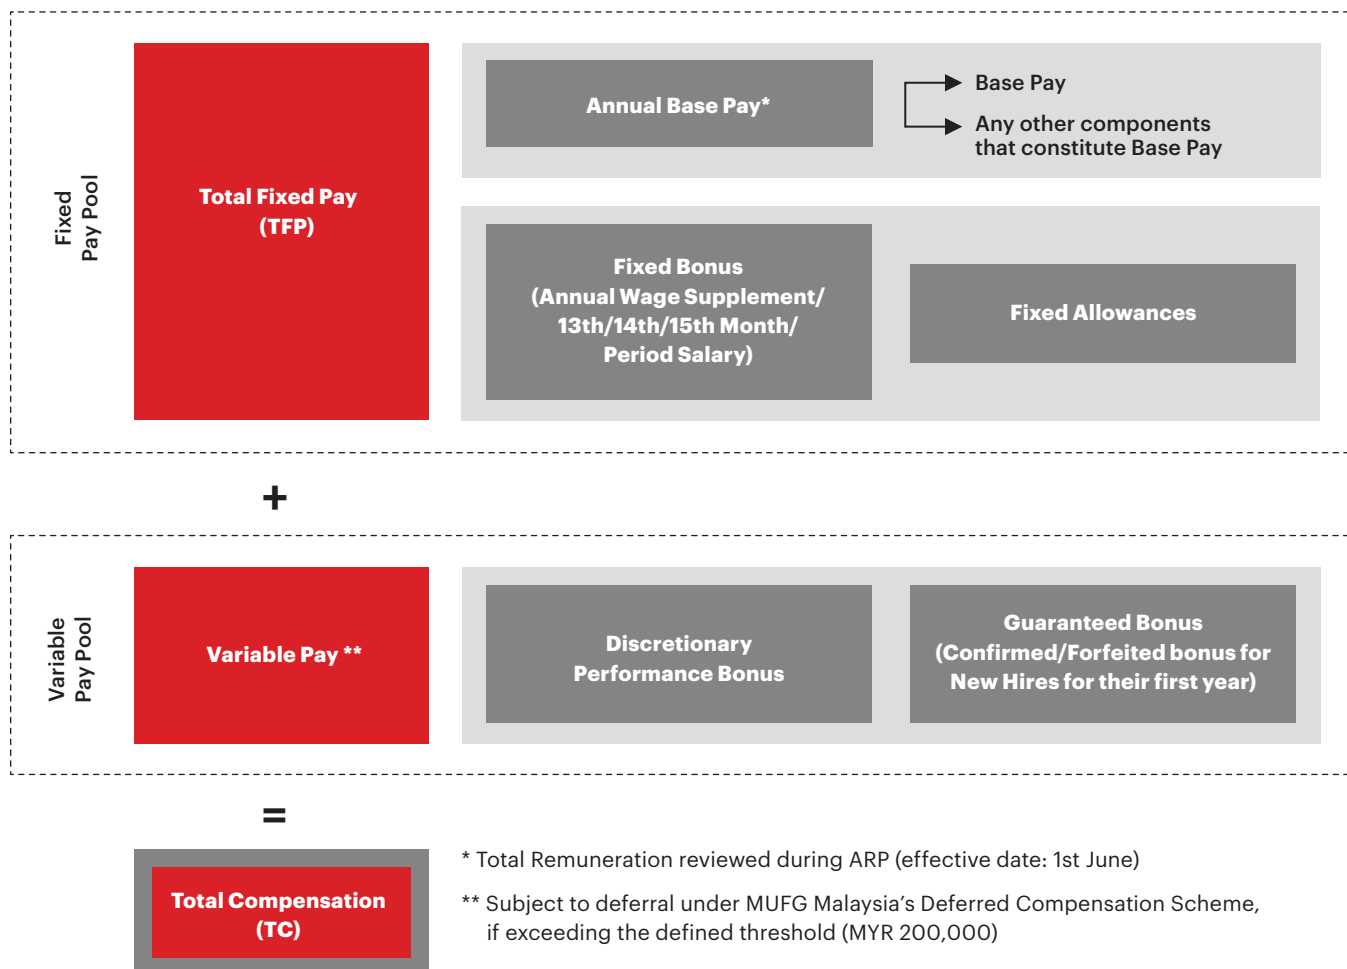 Fixed
Pay Pool
Total Fixed Pay
(TFP)
Annual Base Pay*
Base Pay
Any other components
that constitute Base Pay
Fixed Bonus
(Annual Wage Supplement/
13th/14th/15th Month/
Period Salary)
Fixed Allowances
+
Variable
Pay Pool
Variable Pay **
Discretionary
Performance Bonus
Guaranteed Bonus
(Confirmed/Forfeited bonus for
New Hires for their first year)
=
Total Compensation
(TC)
* Total Remuneration reviewed during ARP (effective date: 1st June)
** Subject to deferral under MUFG Malaysia’s Deferred Compensation Scheme,
if exceeding the defined threshold (MYR 200,000)